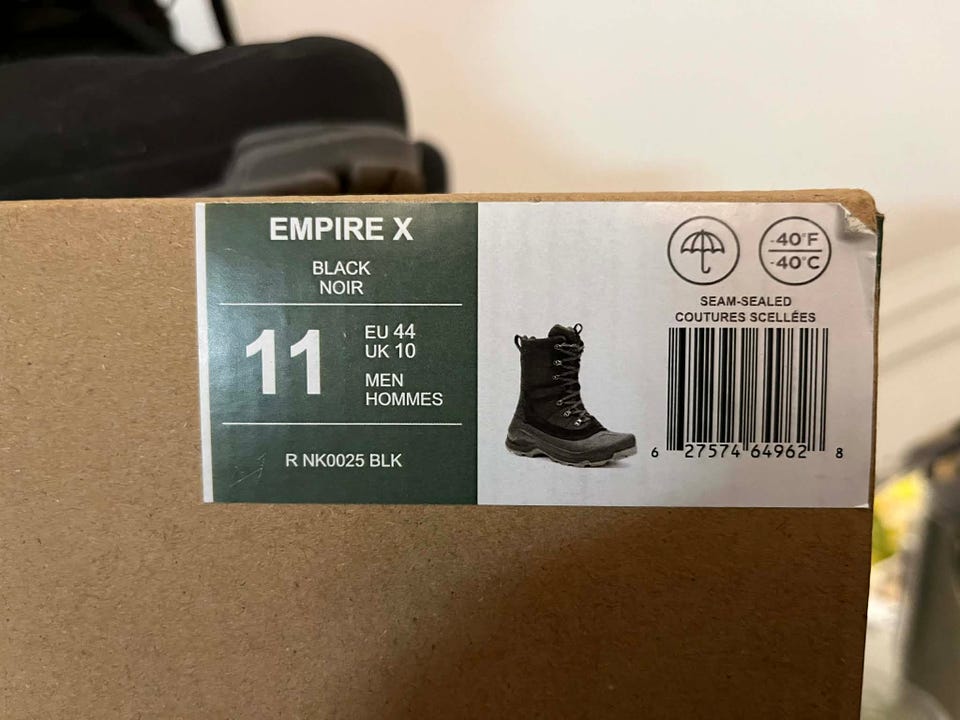 EMPIRE X
BLACK
NOIR
11
EU 44
UK 10
MEN
HOMMES
R NK0025 BLK
-40°F
-40°C
SEAM-SEALED
COUTURES SCELLÉES
6 27574 64962 8